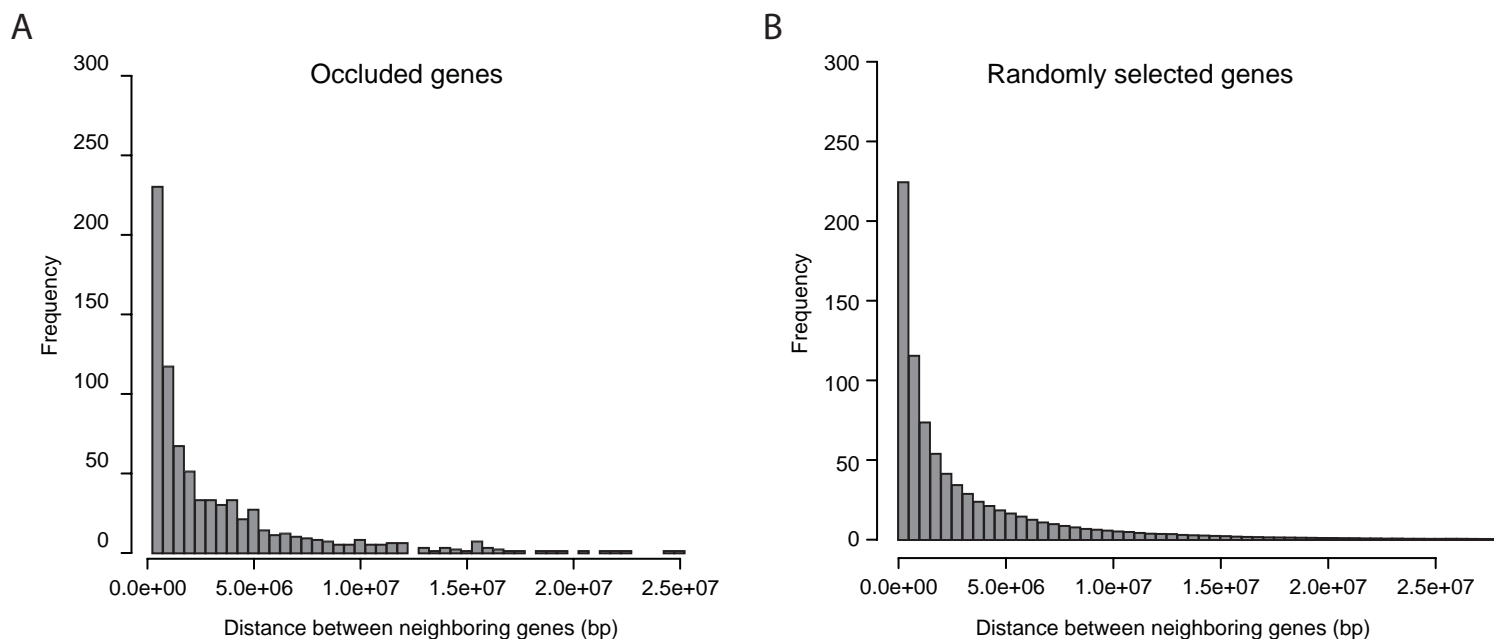 A
Occluded genes
300
250
200
150
100
50
0
Frequency
0.0e+00 5.0e+06 1.0e+07 1.5e+07 2.0e+07 2.5e+07
Distance between neighboring genes (bp)
B
Randomly selected genes
300
250
200
150
100
50
0
Frequency
0.0e+00 5.0e+06 1.0e+07 1.5e+07 2.0e+07 2.5e+07
Distance between neighboring genes (bp)